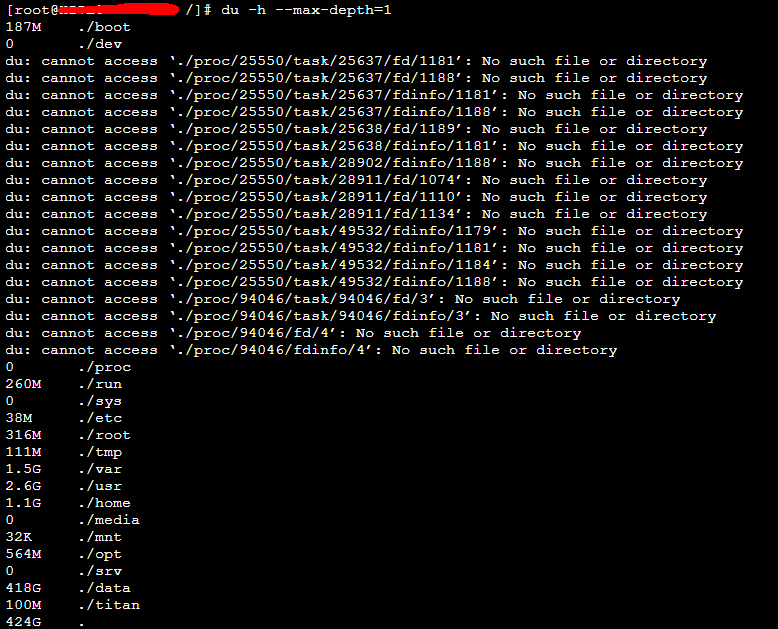 [root@ /]# du -h --max-depth=1
187M ./boot
0 ./dev
du: cannot access ‘./proc/25550/task/25637/fd/1181’: No such file or directory
du: cannot access ‘./proc/25550/task/25637/fd/1188’: No such file or directory
du: cannot access ‘./proc/25550/task/25637/fdinfo/1181’: No such file or directory
du: cannot access ‘./proc/25550/task/25637/fdinfo/1188’: No such file or directory
du: cannot access ‘./proc/25550/task/25638/fd/1189’: No such file or directory
du: cannot access ‘./proc/25550/task/25638/fdinfo/1181’: No such file or directory
du: cannot access ‘./proc/25550/task/28902/fdinfo/1188’: No such file or directory
du: cannot access ‘./proc/25550/task/28911/fd/1074’: No such file or directory
du: cannot access ‘./proc/25550/task/28911/fd/1110’: No such file or directory
du: cannot access ‘./proc/25550/task/28911/fd/1134’: No such file or directory
du: cannot access ‘./proc/25550/task/49532/fdinfo/1179’: No such file or directory
du: cannot access ‘./proc/25550/task/49532/fdinfo/1181’: No such file or directory
du: cannot access ‘./proc/25550/task/49532/fdinfo/1184’: No such file or directory
du: cannot access ‘./proc/25550/task/49532/fdinfo/1188’: No such file or directory
du: cannot access ‘./proc/94046/task/94046/fd/3’: No such file or directory
du: cannot access ‘./proc/94046/task/94046/fdinfo/3’: No such file or directory
du: cannot access ‘./proc/94046/fd/4’: No such file or directory
du: cannot access ‘./proc/94046/fdinfo/4’: No such file or directory
0 ./proc
260M ./run
0 ./sys
38M ./etc
316M ./root
111M ./tmp
1.5G ./var
2.6G ./usr
1.1G ./home
0 ./media
32K ./mnt
564M ./opt
0 ./srv
418G ./data
100M ./titan
424G .